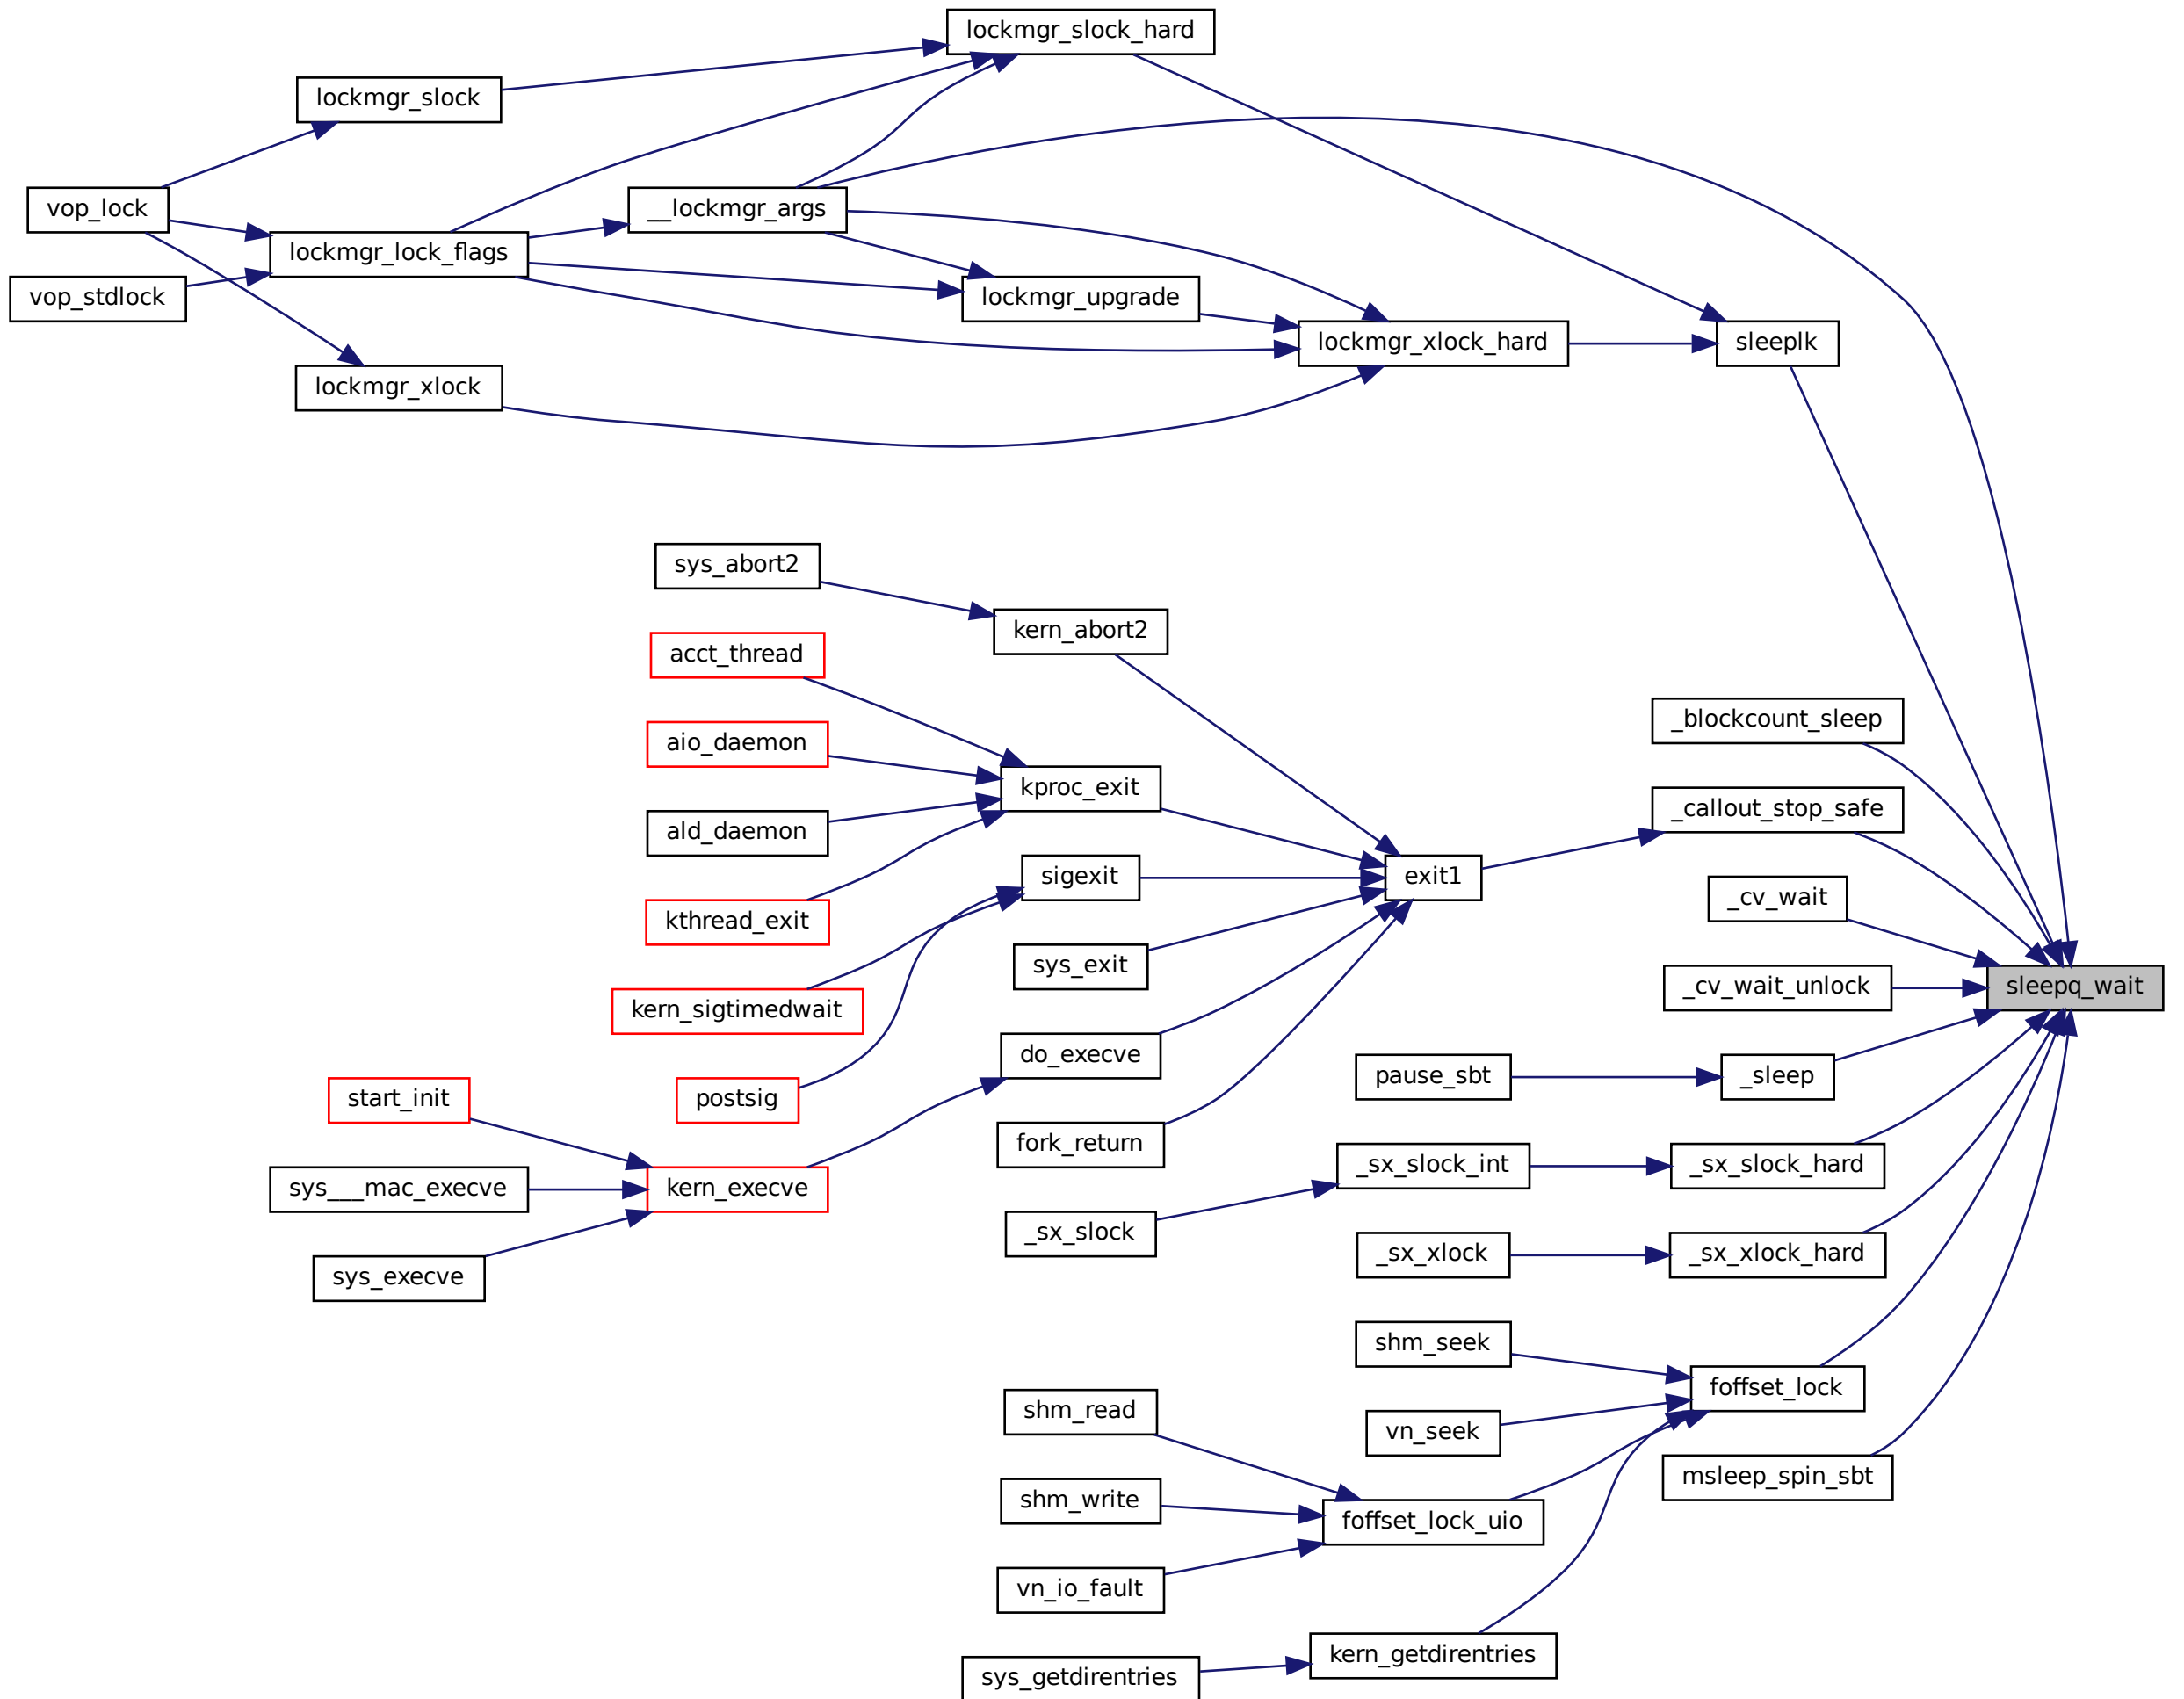 lockmgr_slock_hard
lockmgr_slock
vop_lock
__lockmgr_args
lockmgr_lock_flags
vop_stdlock
lockmgr_upgrade
lockmgr_xlock_hard
sleeplk
lockmgr_xlock
sys_abort2
kern_abort2
acct_thread
_blockcount_sleep
aio_daemon
kproc_exit
_callout_stop_safe
ald_daemon
sigexit
exit1
_cv_wait
kthread_exit
sys_exit
_cv_wait_unlock
sleepq_wait
kern_sigtimedwait
do_execve
pause_sbt
_sleep
start_init
postsig
fork_return
_sx_slock_int
_sx_slock_hard
sys___mac_execve
kern_execve
_sx_slock
_sx_xlock
_sx_xlock_hard
sys_execve
shm_seek
foffset_lock
shm_read
vn_seek
msleep_spin_sbt
shm_write
foffset_lock_uio
vn_io_fault
kern_getdirentries
sys_getdirentries